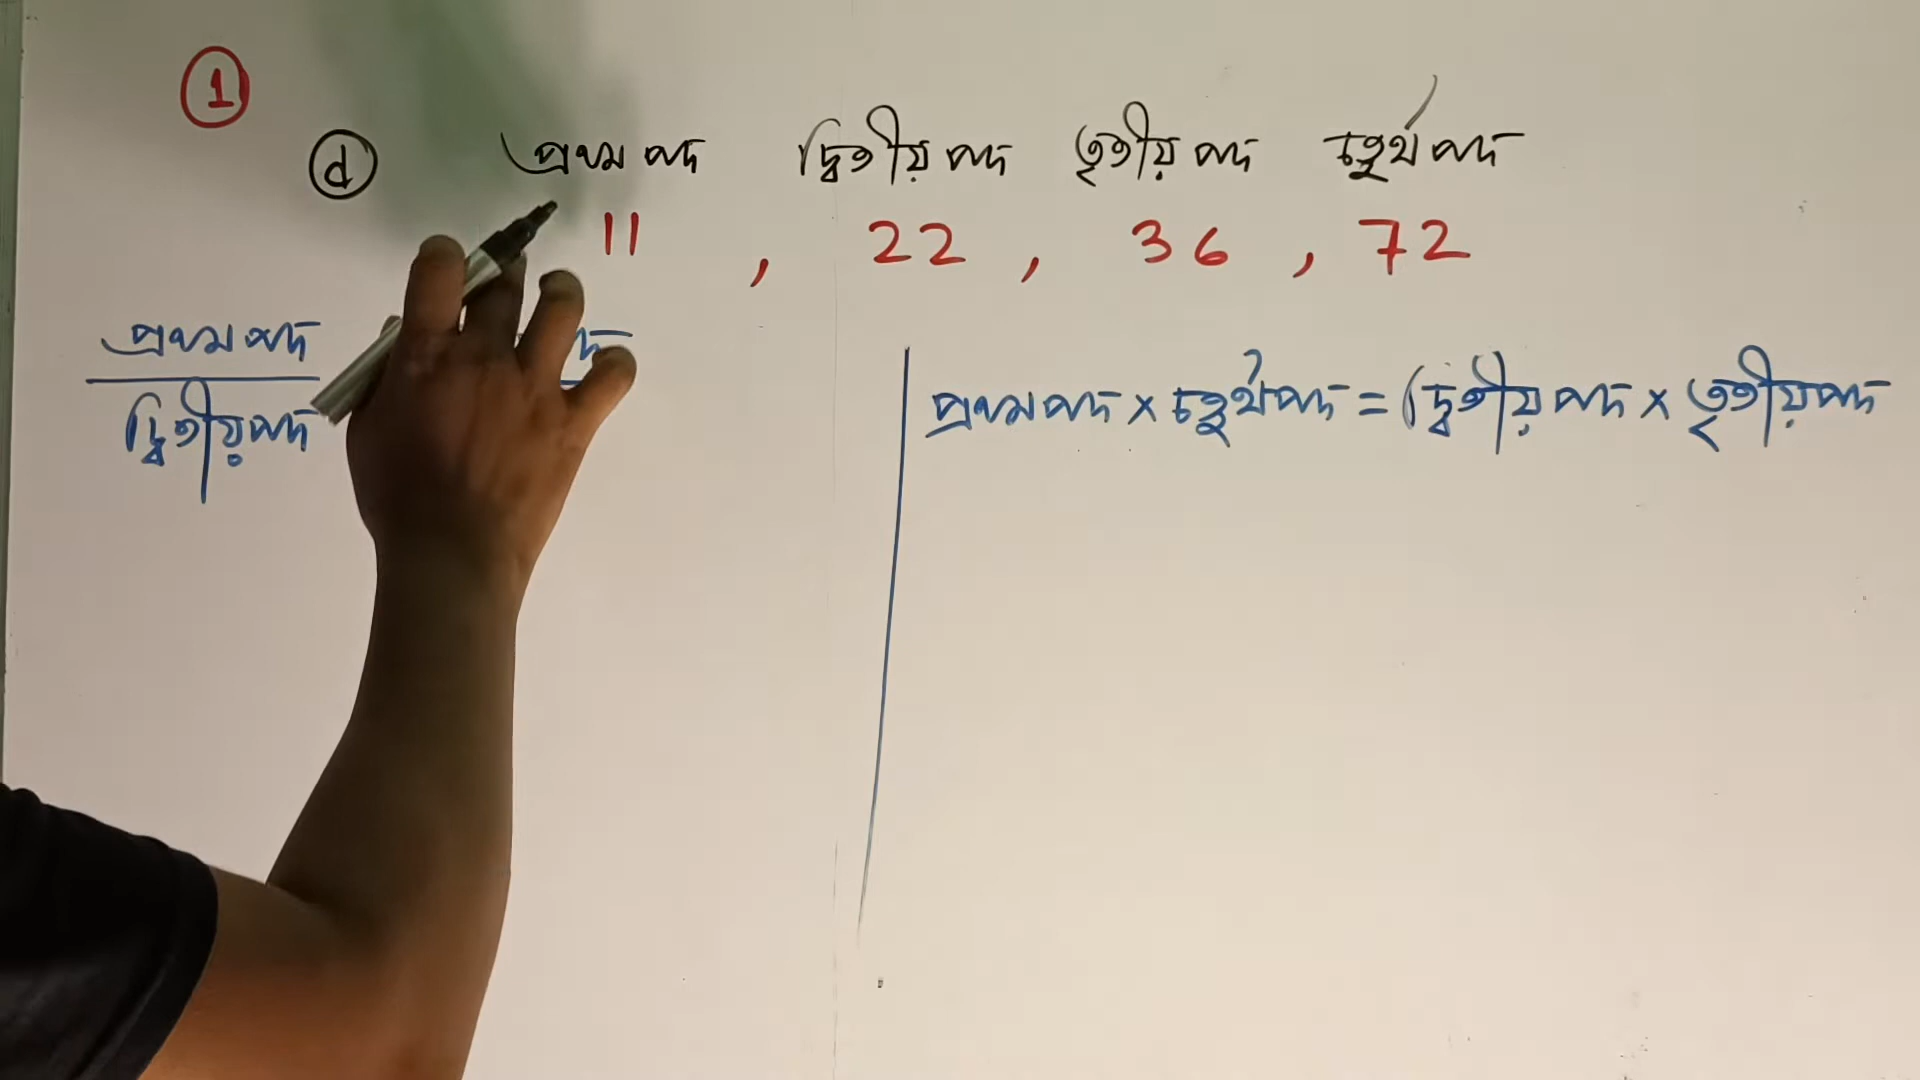 1
d প্রথম পদ দ্বিতীয় পদ তৃতীয় পদ চতুর্থ পদ
11 , 22 , 36 , 72
প্রথম পদ
দ্বিতীয় পদ
প্রথম পদ × চতুর্থ পদ = দ্বিতীয় পদ × তৃতীয় পদ